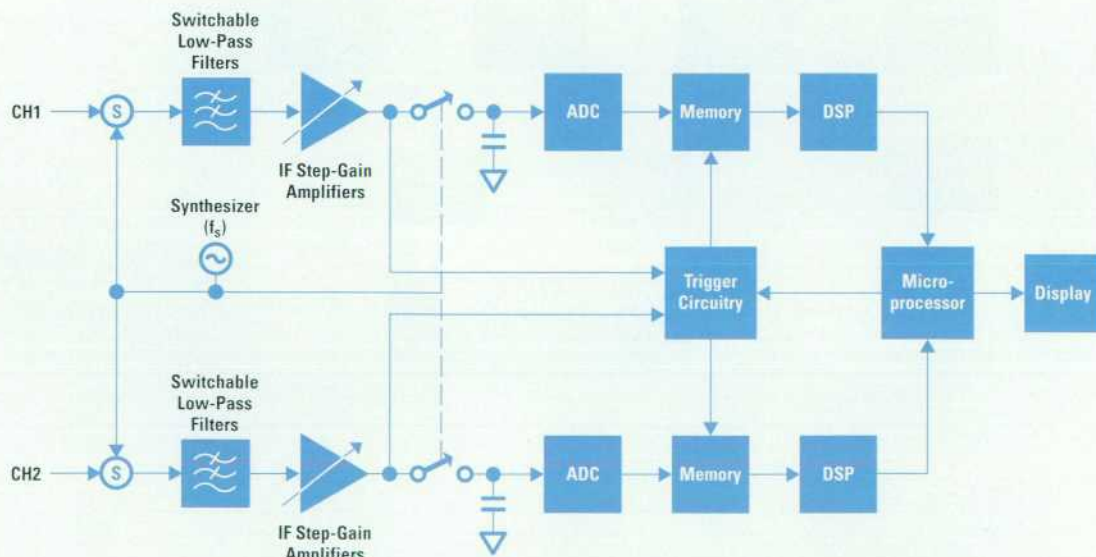 Switchable
Low-Pass
Filters
CH1
S
IF Step-Gain
Amplifiers
ADC
Memory
DSP
Synthesizer
(fs)
Trigger
Circuitry
Micro-
processor
Display
Switchable
Low-Pass
Filters
CH2
S
IF Step-Gain
Amplifiers
ADC
Memory
DSP